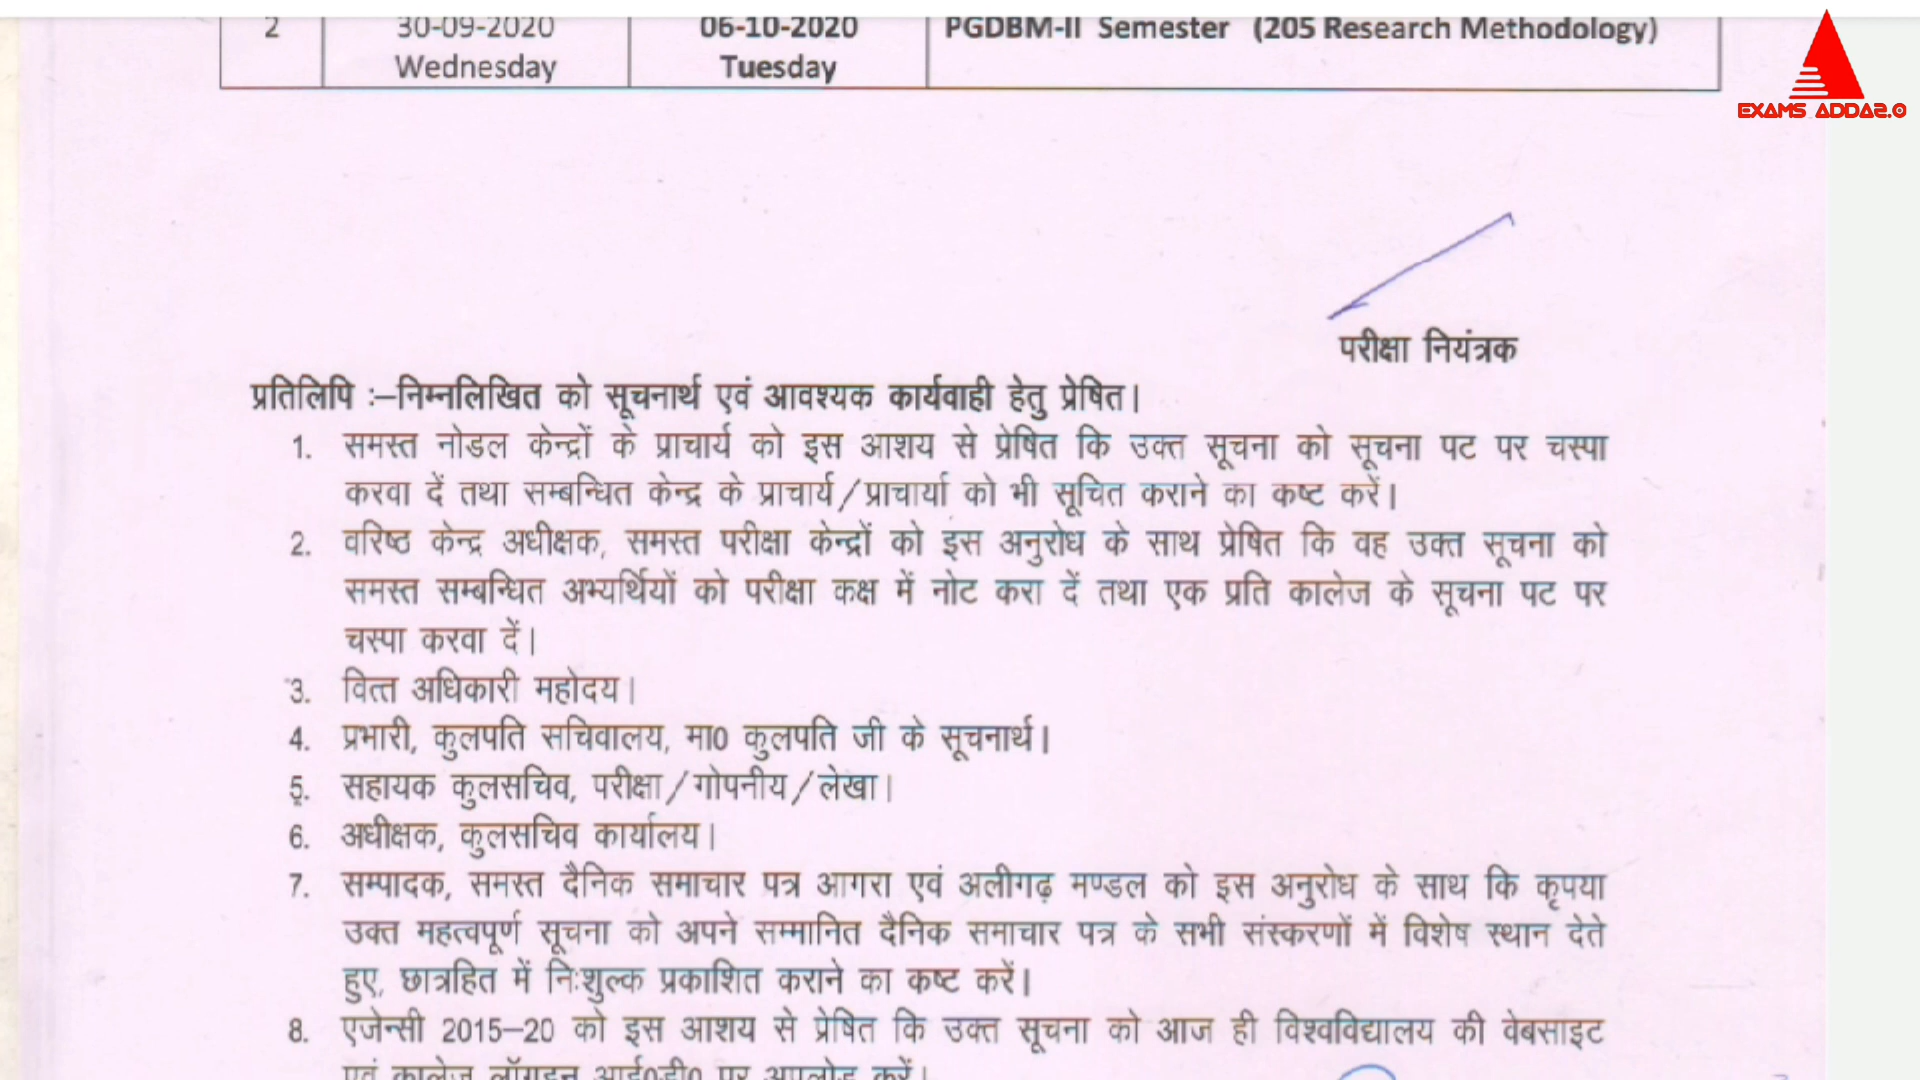 2 30-09-2020 06-10-2020 PGDBM-II Semester (205 Research Methodology)
Wednesday Tuesday
EXAMS ADDA2.0
परीक्षा नियंत्रक
प्रतिलिपि :–निम्नलिखित को सूचनार्थ एवं आवश्यक कार्यवाही हेतु प्रेषित।
1. समस्त नोडल केन्द्रों के प्राचार्य को इस आशय से प्रेषित कि उक्त सूचना को सूचना पट पर चस्पा
करवा दें तथा सम्बन्धित केन्द्र के प्राचार्य/प्राचार्या को भी सूचित कराने का कष्ट करें।
2. वरिष्ठ केन्द्र अधीक्षक, समस्त परीक्षा केन्द्रों को इस अनुरोध के साथ प्रेषित कि वह उक्त सूचना को
समस्त सम्बन्धित अभ्यर्थियों को परीक्षा कक्ष में नोट करा दें तथा एक प्रति कालेज के सूचना पट पर
चस्पा करवा दें।
3. वित्त अधिकारी महोदय।
4. प्रभारी, कुलपति सचिवालय, मा0 कुलपति जी के सूचनार्थ।
5. सहायक कुलसचिव, परीक्षा/गोपनीय/लेखा।
6. अधीक्षक, कुलसचिव कार्यालय।
7. सम्पादक, समस्त दैनिक समाचार पत्र आगरा एवं अलीगढ़ मण्डल को इस अनुरोध के साथ कि कृपया
उक्त महत्वपूर्ण सूचना को अपने सम्मानित दैनिक समाचार पत्र के सभी संस्करणों में विशेष स्थान देते
हुए, छात्रहित में निःशुल्क प्रकाशित कराने का कष्ट करें।
8. एजेन्सी 2015–20 को इस आशय से प्रेषित कि उक्त सूचना को आज ही विश्वविद्यालय की वेबसाइट
एवं कालेज लॉगइन आई0डी0 पर अपलोड करें।